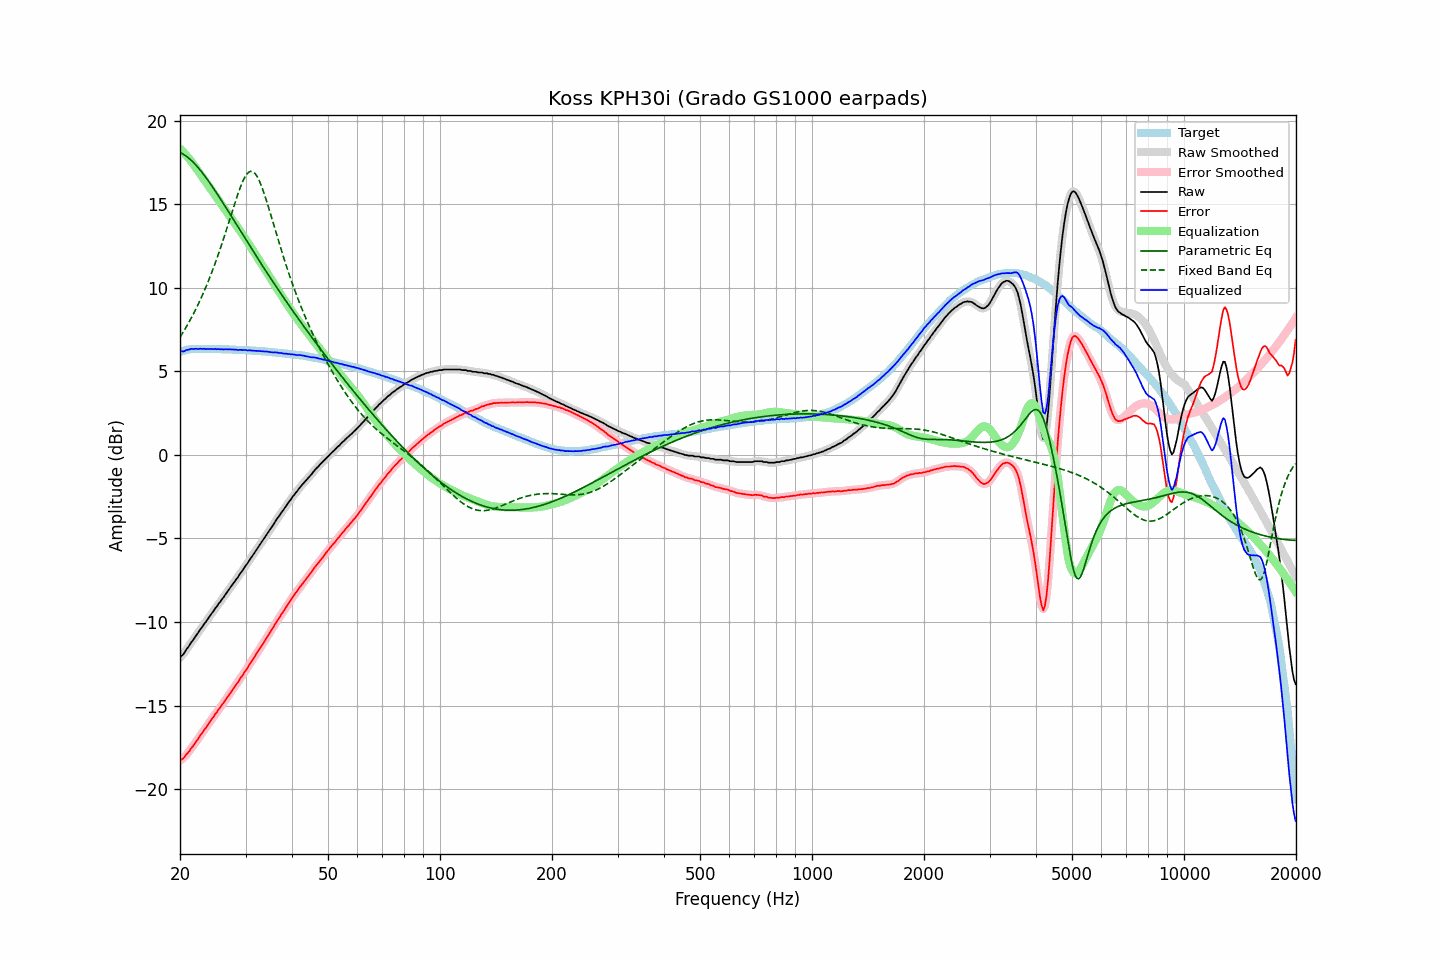 Koss KPH30i (Grado GS1000 earpads)
Amplitude (dBr)
20
15
10
5
0
−5
−10
−15
−20
Target
Raw Smoothed
Error Smoothed
Raw
Error
Equalization
Parametric Eq
Fixed Band Eq
Equalized
20 50 100 200 500 1000 2000 5000 10000 20000
Frequency (Hz)